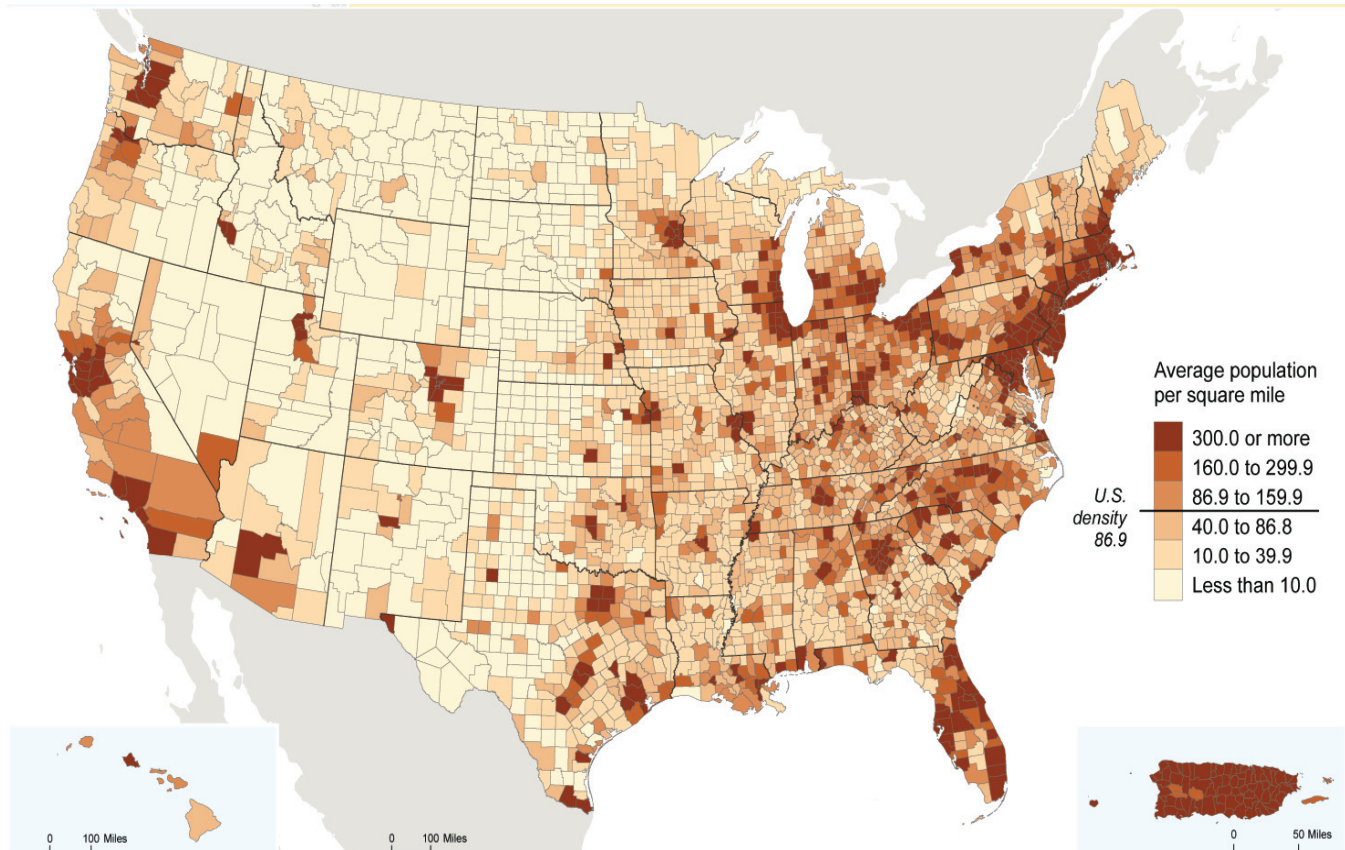 Average population
per square mile
300.0 or more
160.0 to 299.9
86.9 to 159.9
U.S.
density
86.9
40.0 to 86.8
10.0 to 39.9
Less than 10.0
0 100 Miles
0 100 Miles
0 50 Miles